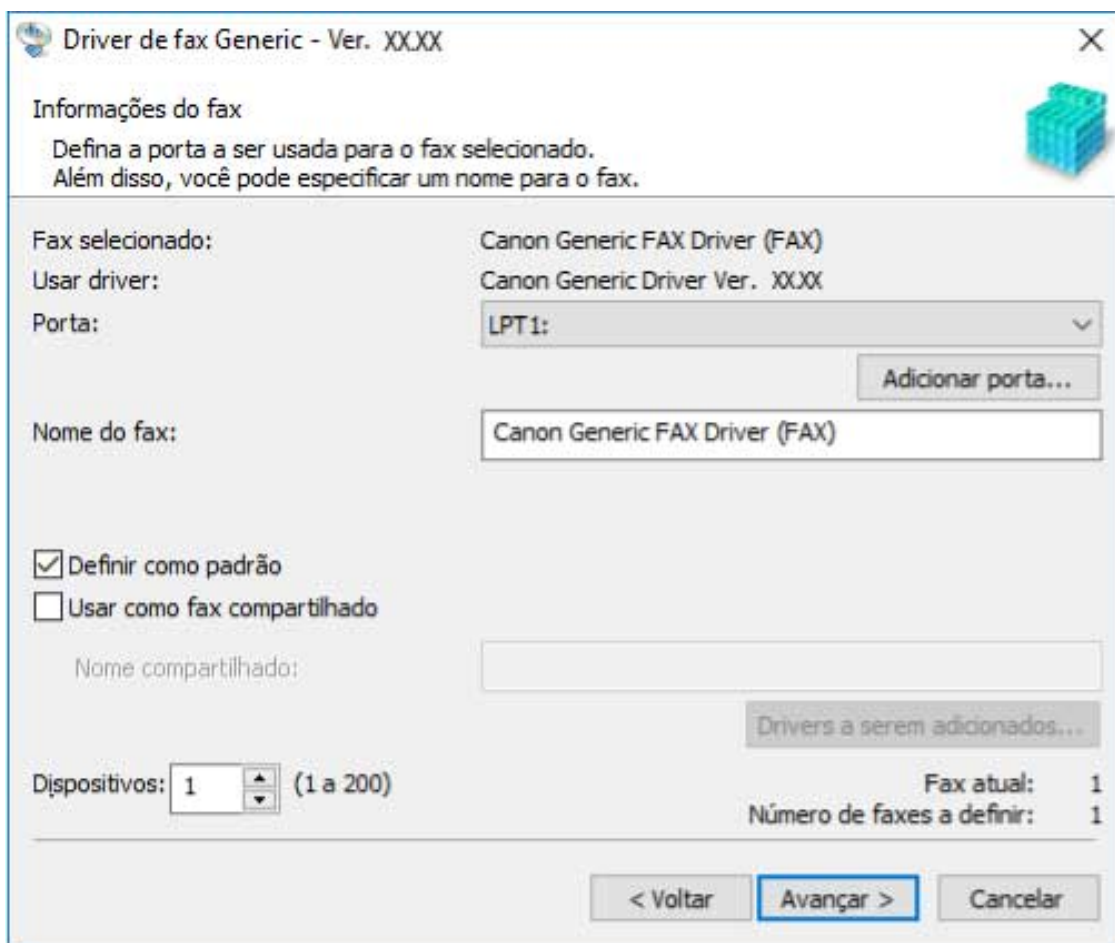 Driver de fax Generic - Ver. XX.XX
Informações do fax
Defina a porta a ser usada para o fax selecionado.
Além disso, você pode especificar um nome para o fax.
Fax selecionado: Canon Generic FAX Driver (FAX)
Usar driver: Canon Generic Driver Ver. XX.XX
Porta: LPT1:
Adicionar porta...
Nome do fax: Canon Generic FAX Driver (FAX)
Definir como padrão
Usar como fax compartilhado
Nome compartilhado:
Drivers a serem adicionados...
Dispositivos: 1 (1 a 200) Fax atual: 1
Número de faxes a definir: 1
< Voltar Avançar > Cancelar